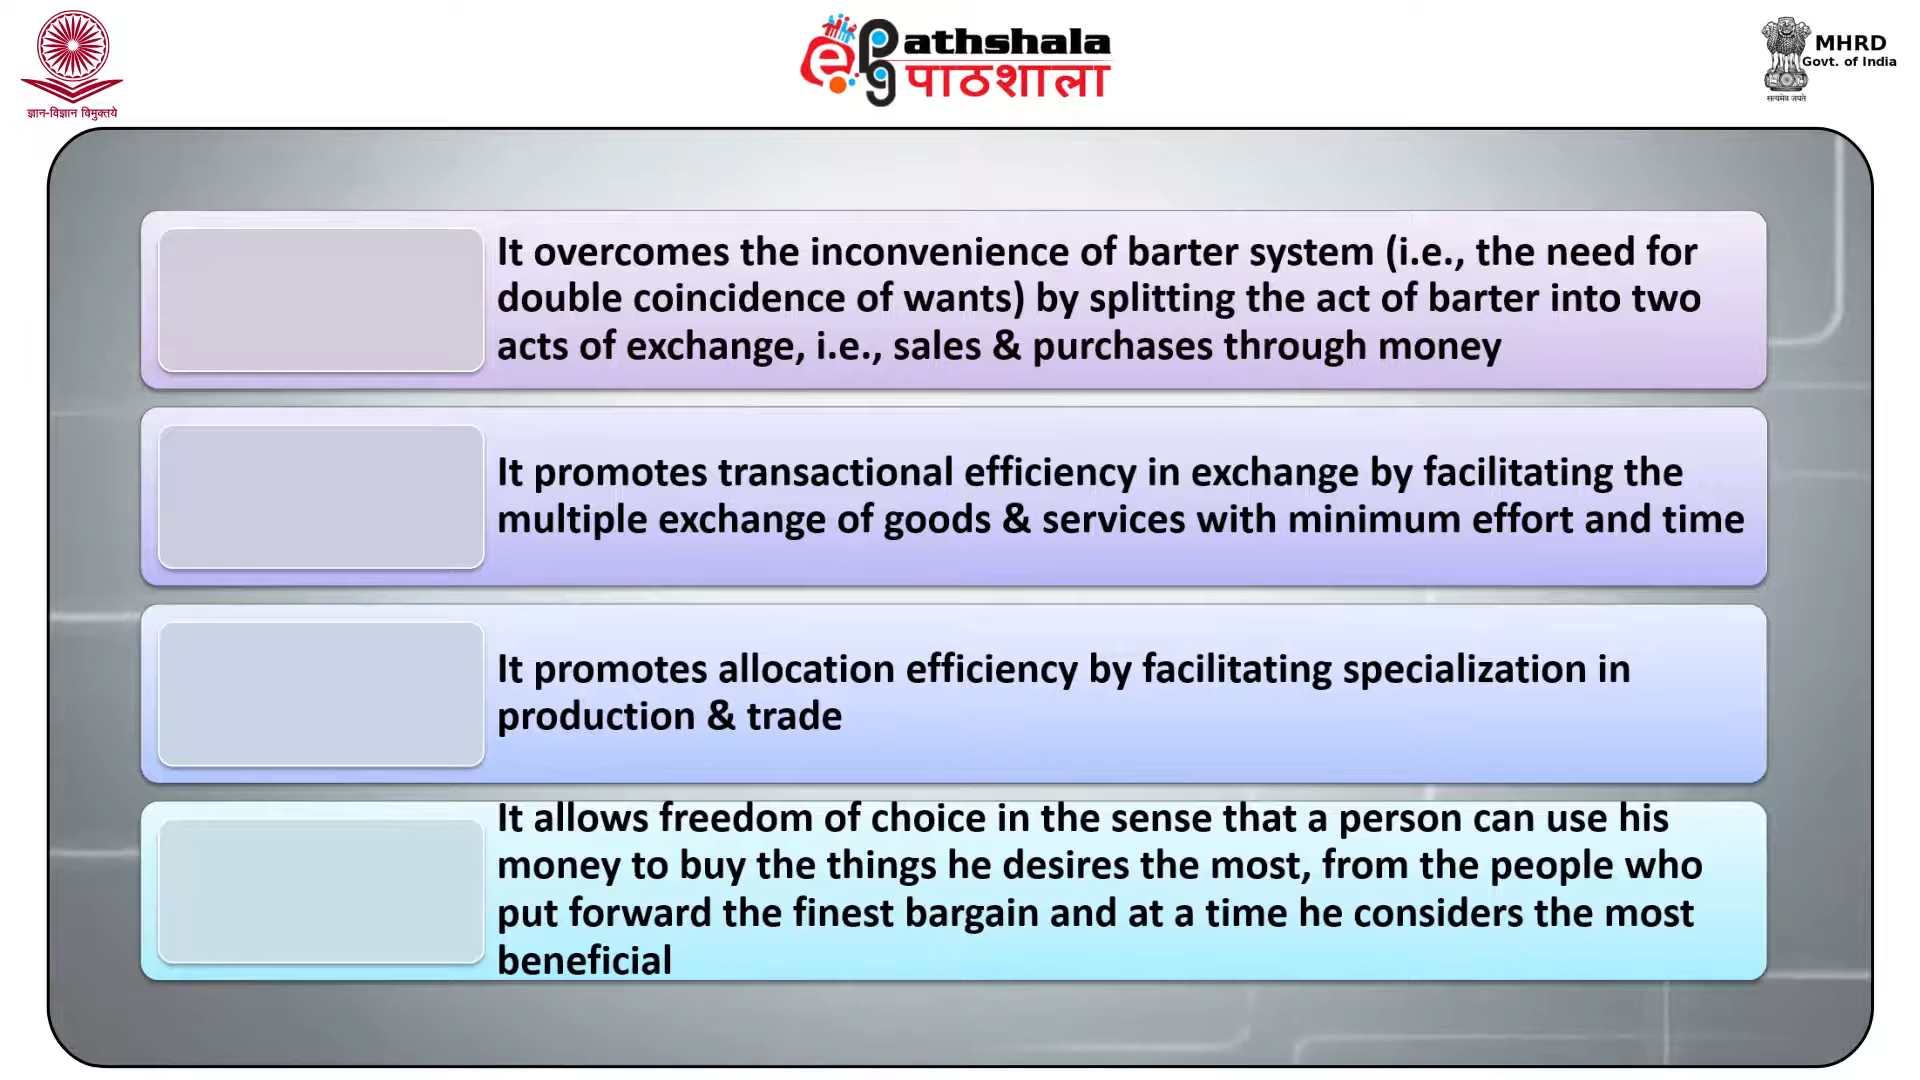 ज्ञान-विज्ञान विमुक्तये
ePG Pathshala
पाठशाला
MHRD
Govt. of India
सत्यमेव जयते
It overcomes the inconvenience of barter system (i.e., the need for
double coincidence of wants) by splitting the act of barter into two
acts of exchange, i.e., sales & purchases through money
It promotes transactional efficiency in exchange by facilitating the
multiple exchange of goods & services with minimum effort and time
It promotes allocation efficiency by facilitating specialization in
production & trade
It allows freedom of choice in the sense that a person can use his
money to buy the things he desires the most, from the people who
put forward the finest bargain and at a time he considers the most
beneficial